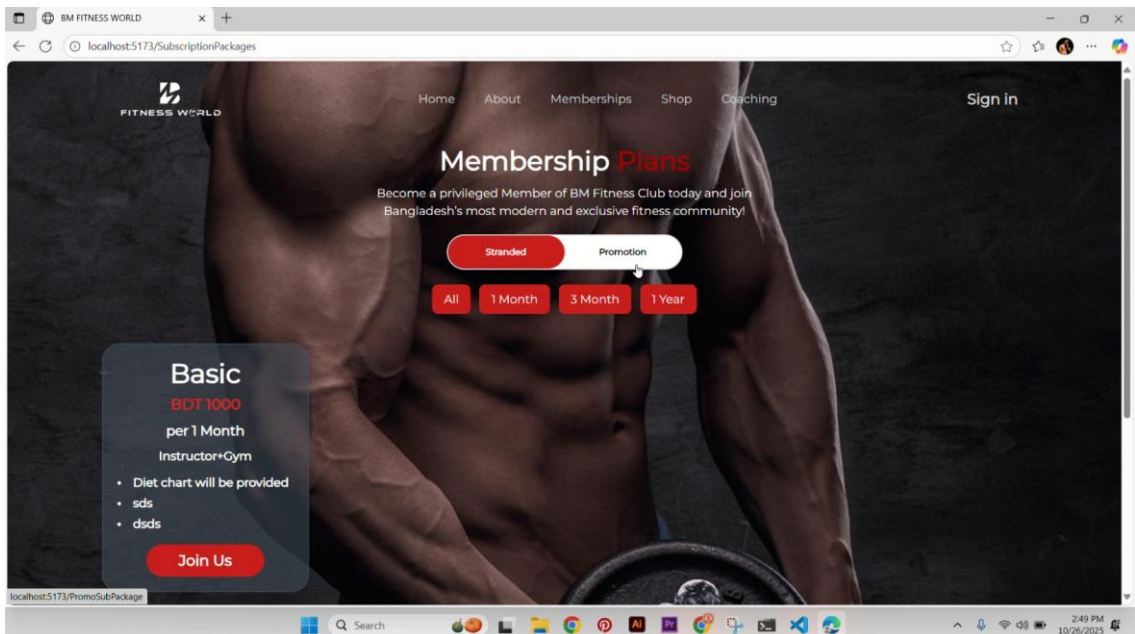 BM FITNESS WORLD
localhost:5173/SubscriptionPackages
FITNESS WORLD
Home About Memberships Shop Coaching Sign in
Membership Plans
Become a privileged Member of BM Fitness Club today and join
Bangladesh's most modern and exclusive fitness community!
Stranded Promotion
All 1 Month 3 Month 1 Year
Basic
BDT 1000
per 1 Month
Instructor+Gym
• Diet chart will be provided
• sds
• dsds
Join Us
localhost:5173/PromoSubPackage
Search
Ai
Pr
2:49 PM
10/26/2025